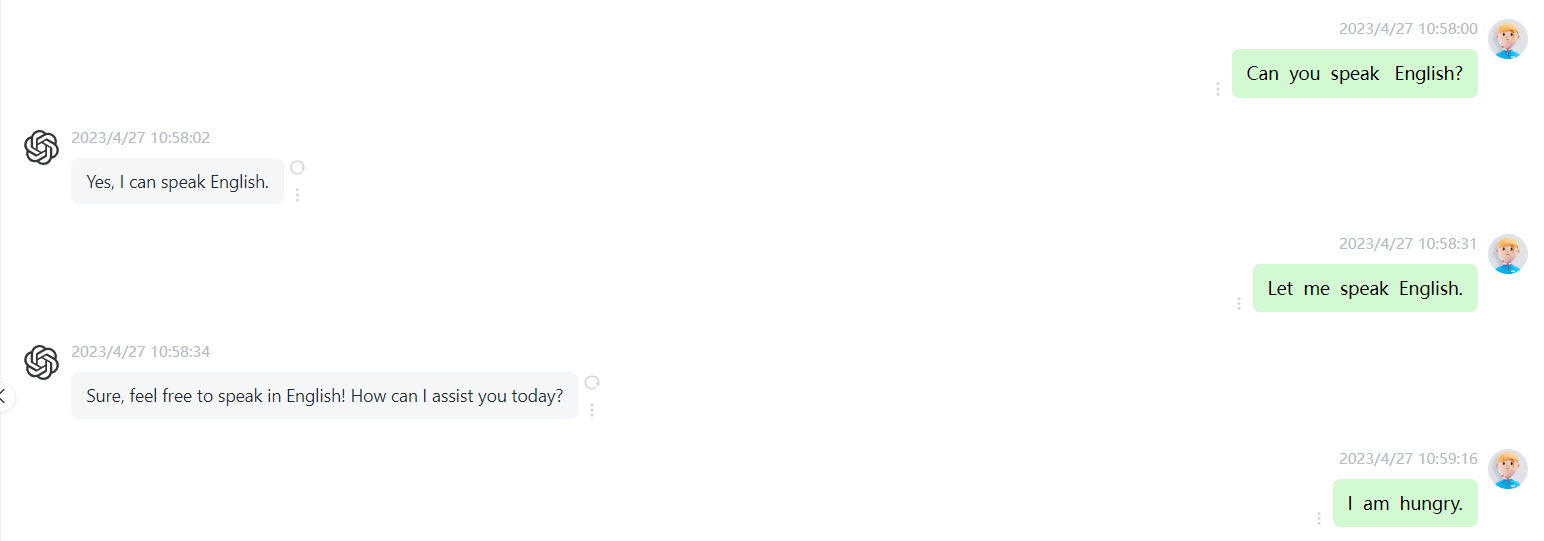 2023/4/27 10:58:00
Can you speak English?
2023/4/27 10:58:02
Yes, I can speak English.
2023/4/27 10:58:31
Let me speak English.
2023/4/27 10:58:34
Sure, feel free to speak in English! How can I assist you today?
2023/4/27 10:59:16
I am hungry.